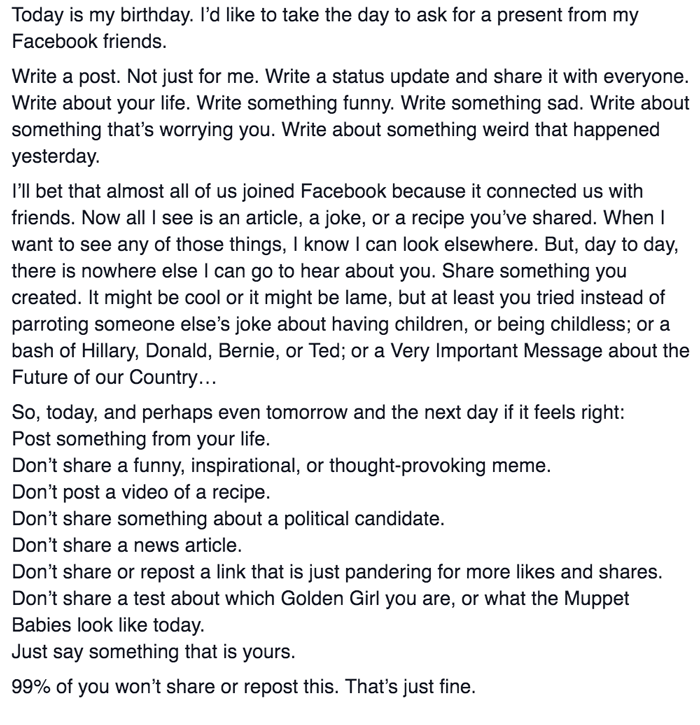 Today is my birthday. I’d like to take the day to ask for a present from my
Facebook friends.
Write a post. Not just for me. Write a status update and share it with everyone.
Write about your life. Write something funny. Write something sad. Write about
something that’s worrying you. Write about something weird that happened
yesterday.
I’ll bet that almost all of us joined Facebook because it connected us with
friends. Now all I see is an article, a joke, or a recipe you’ve shared. When I
want to see any of those things, I know I can look elsewhere. But, day to day,
there is nowhere else I can go to hear about you. Share something you
created. It might be cool or it might be lame, but at least you tried instead of
parroting someone else’s joke about having children, or being childless; or a
bash of Hillary, Donald, Bernie, or Ted; or a Very Important Message about the
Future of our Country…
So, today, and perhaps even tomorrow and the next day if it feels right:
Post something from your life.
Don’t share a funny, inspirational, or thought-provoking meme.
Don’t post a video of a recipe.
Don’t share something about a political candidate.
Don’t share a news article.
Don’t share or repost a link that is just pandering for more likes and shares.
Don’t share a test about which Golden Girl you are, or what the Muppet
Babies look like today.
Just say something that is yours.
99% of you won’t share or repost this. That’s just fine.